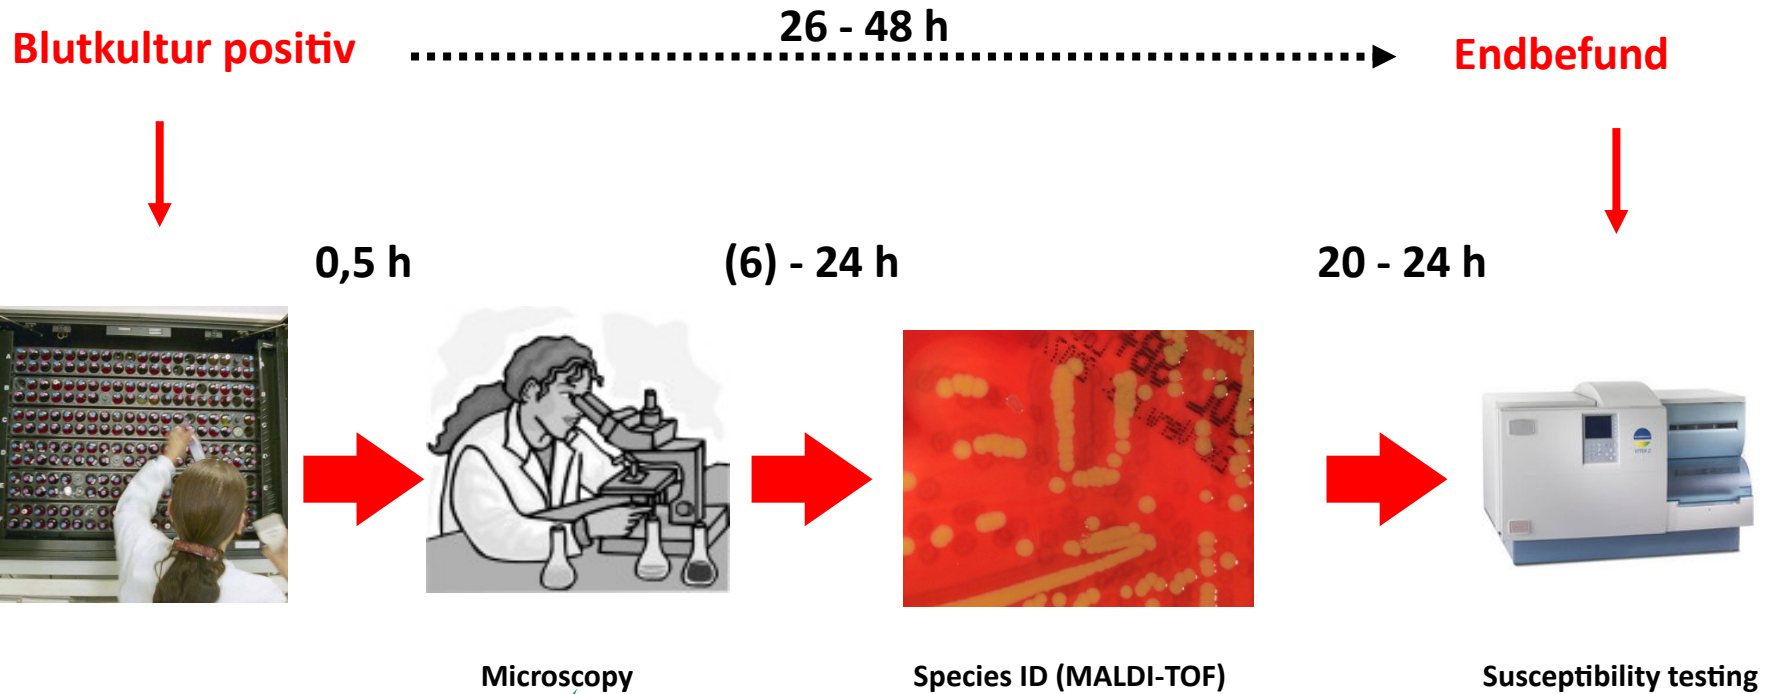 26 - 48 h
Blutkultur positiv
Endbefund
0,5 h
(6) - 24 h
20 - 24 h
Microscopy
Species ID (MALDI-TOF)
Susceptibility testing